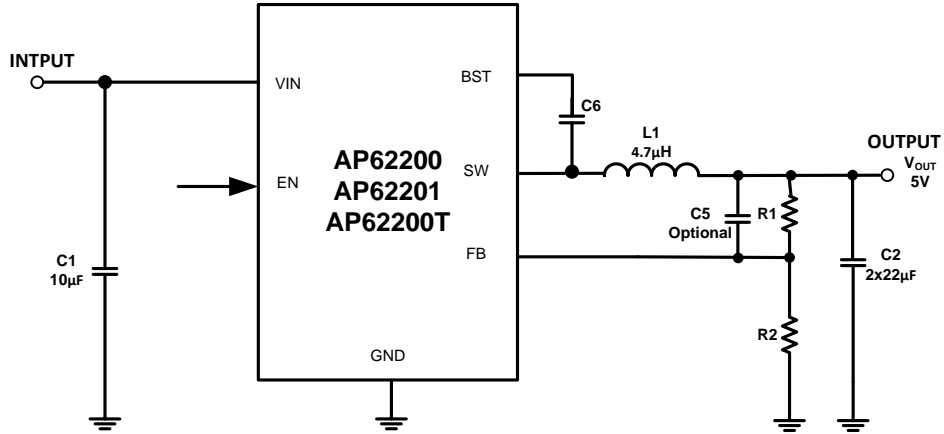 INTPUT
VIN
EN
BST
SW
FB
GND
AP62200
AP62201
AP62200T
C1
10μF
C6
L1
4.7μH
C5
Optional
R1
R2
C2
2x22μF
OUTPUT
VOUT
5V